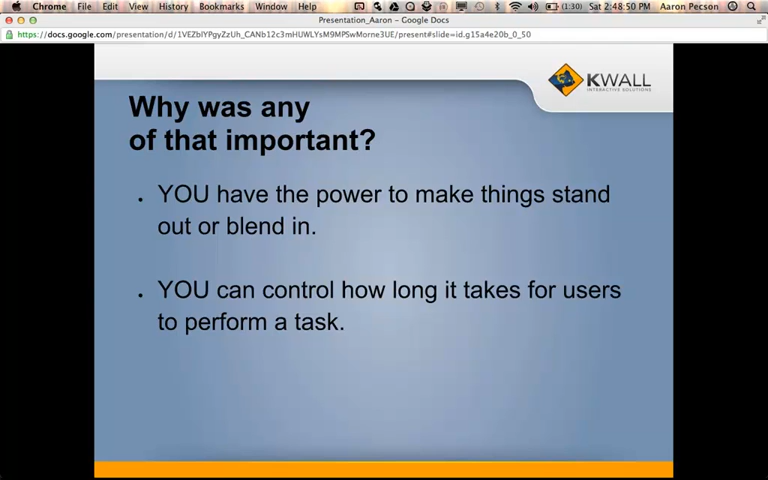 Chrome File Edit View History Bookmarks Window Help (1:30) Sat 2:48:50 PM Aaron Pecson
Presentation_Aaron – Google Docs
https://docs.google.com/presentation/d/1VEZblYPgyZzUh_CANb12c3mHUWLYsM9MPSwMorne3UE/present#slide=id.g15a4e20b_0_50
KWALL
INTERACTIVE SOLUTIONS
Why was any
of that important?
YOU have the power to make things stand
out or blend in.
YOU can control how long it takes for users
to perform a task.